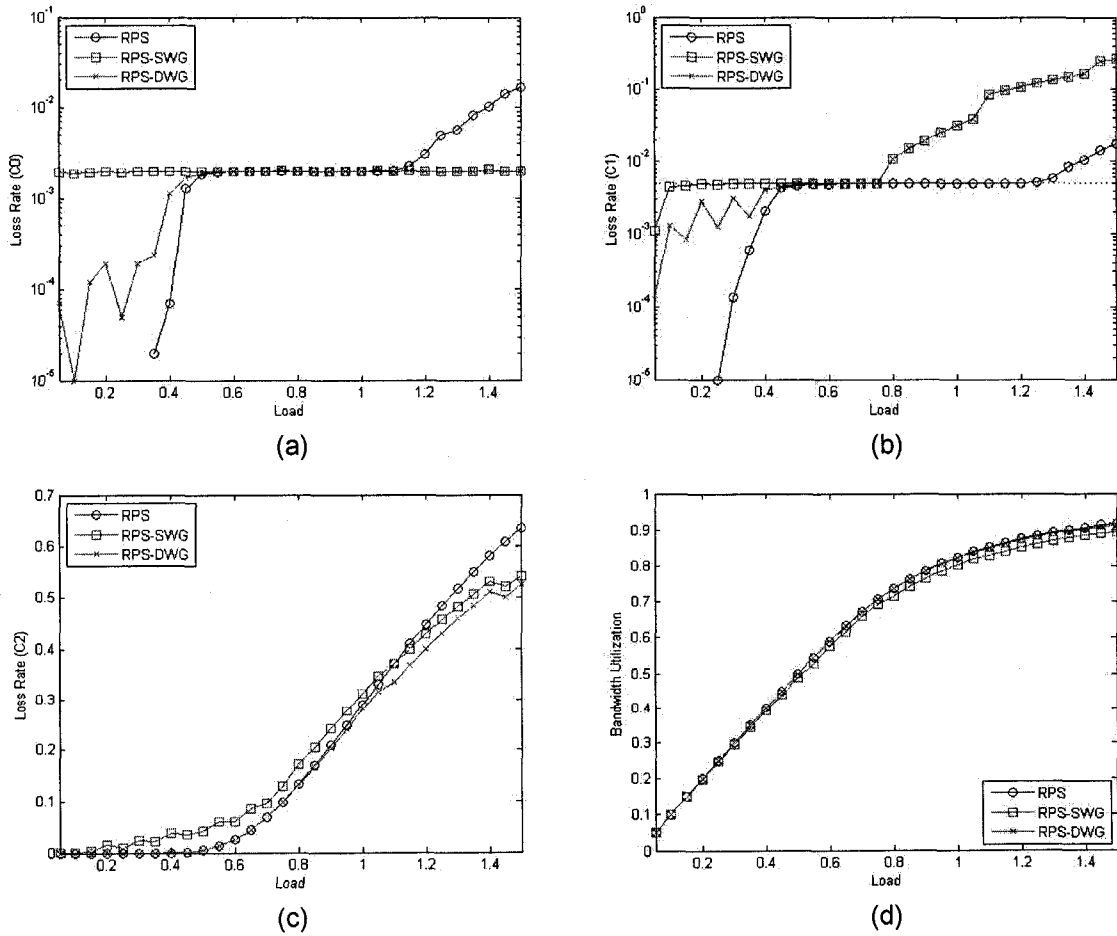 10⁻¹
10⁻²
10⁻³
10⁻⁴
10⁻⁶
Loss Rate (C0)
RPS
RPS-SWG
RPS-DWG
0.2 0.4 0.6 0.8 1 1.2 1.4
Load
(a)
10⁰
10⁻¹
10⁻²
10⁻³
10⁻⁴
10⁻⁶
Loss Rate (C1)
RPS
RPS-SWG
RPS-DWG
0.2 0.4 0.6 0.8 1 1.2 1.4
Load
(b)
0.7
0.6
0.5
0.4
0.3
0.2
0.1
0
Loss Rate (C2)
RPS
RPS-SWG
RPS-DWG
0.2 0.4 0.6 0.8 1 1.2 1.4
Load
(c)
1
0.9
0.8
0.7
0.6
0.5
0.4
0.3
0.2
0.1
0
Bandwidth Utilization
RPS
RPS-SWG
RPS-DWG
0.2 0.4 0.6 0.8 1 1.2 1.4
Load
(d)